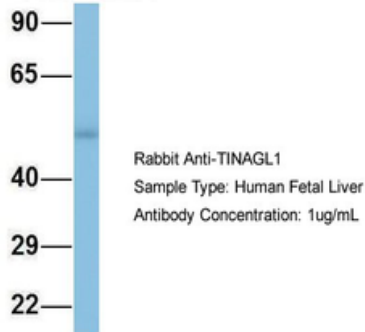 90
65
Rabbit Anti-TINAGL1
40
Sample Type: Human Fetal Liver
Antibody Concentration: 1ug/mL
29
22